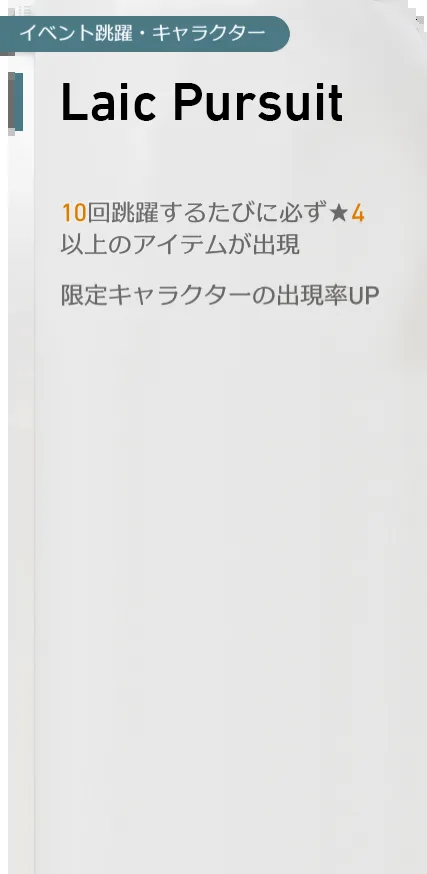 イベント跳躍・キャラクター
Laic Pursuit
10回跳躍するたびに必ず★4
以上のアイテムが出現
限定キャラクターの出現率UP